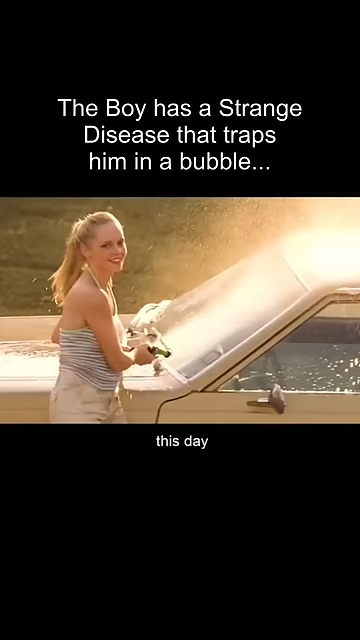 The Boy has a Strange
Disease that traps
him in a bubble...
this day